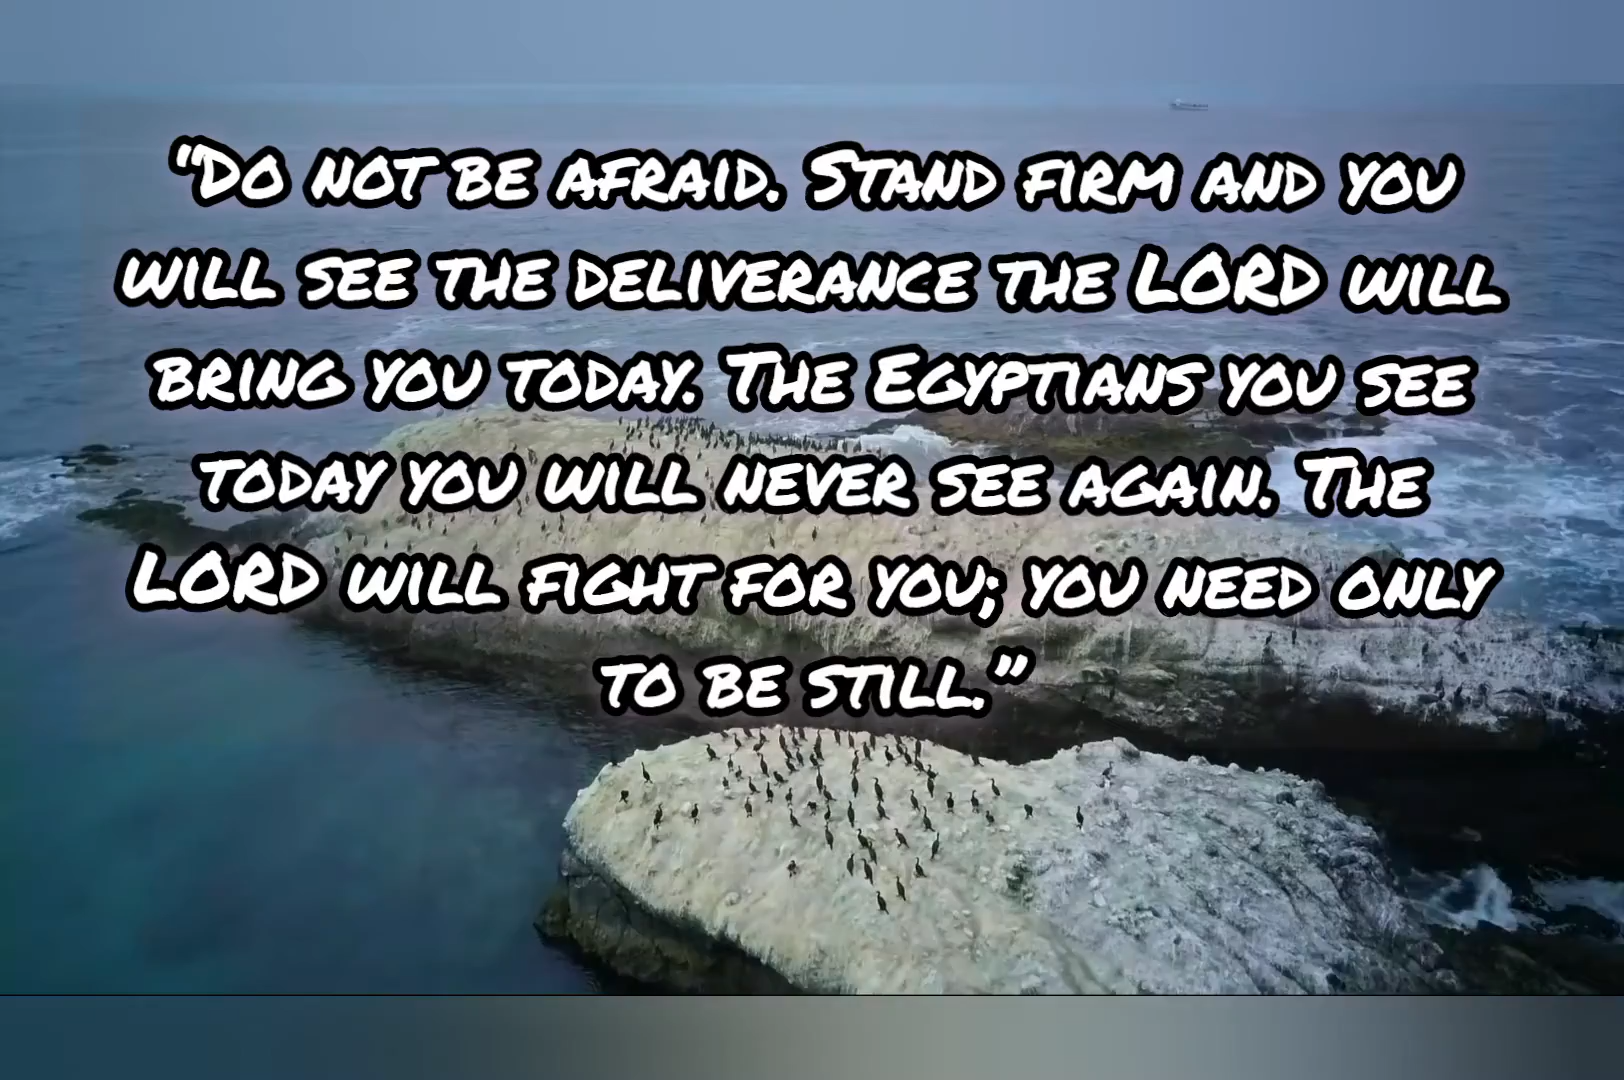 “Do not be afraid. Stand firm and you
will see the deliverance the LORD will
bring you today. The Egyptians you see
today you will never see again. The
LORD will fight for you; you need only
to be still.”